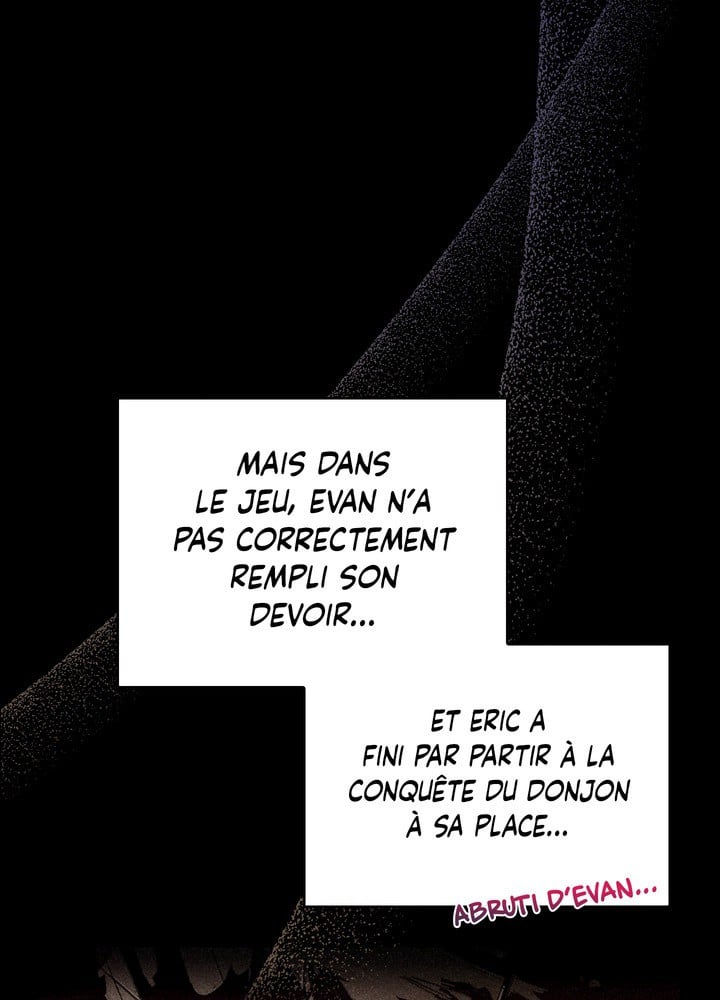 MAIS DANS
LE JEU, EVAN N'A
PAS CORRECTEMENT
REMPLI SON
DEVOIR...
ET ERIC A
FINI PAR PARTIR À LA
CONQUÊTE DU DONJON
À SA PLACE...
ABRUTI D'EVAN...